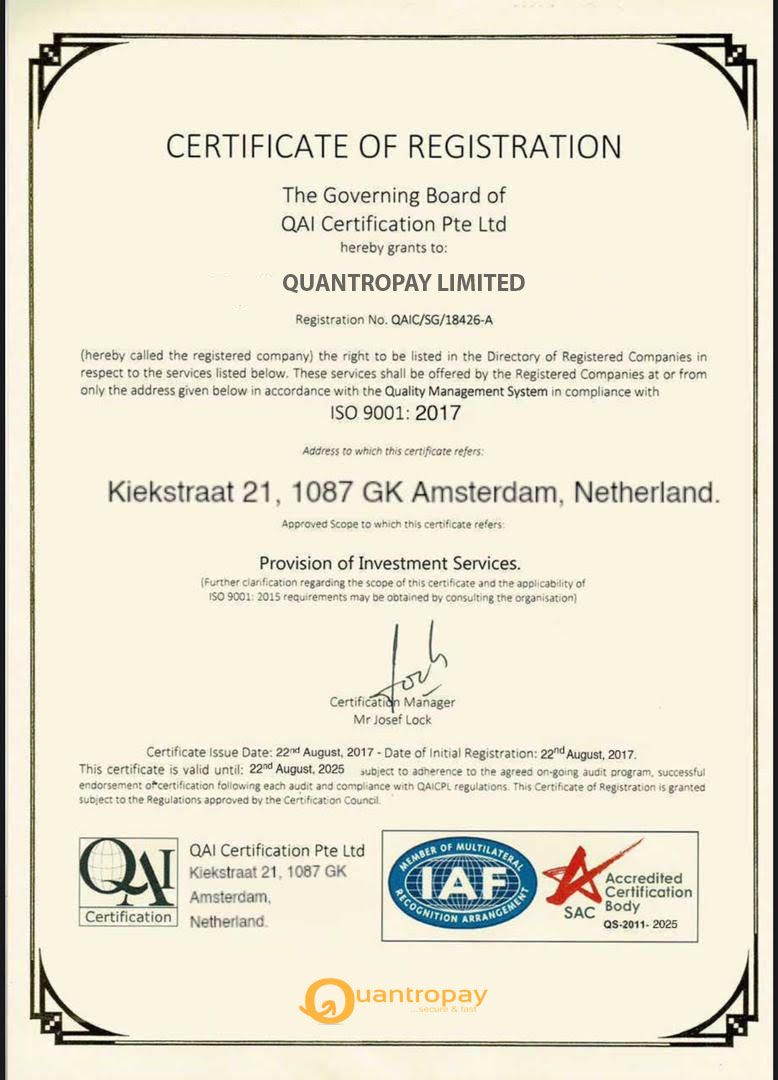 CERTIFICATE OF REGISTRATION
The Governing Board of
QAI Certification Pte Ltd
hereby grants to:
QUANTROPAY LIMITED
Registration No. QAIC/SG/18426-A
(hereby called the registered company) the right to be listed in the Directory of Registered Companies in
respect to the services listed below. These services shall be offered by the Registered Companies at or from
only the address given below in accordance with the Quality Management System in compliance with
ISO 9001: 2017
Address to which this certificate refers:
Kiekstraat 21, 1087 GK Amsterdam, Netherland.
Approved Scope to which this certificate refers:
Provision of Investment Services.
(Further clarification regarding the scope of this certificate and the applicability of
ISO 9001: 2015 requirements may be obtained by consulting the organisation)
Certification Manager
Mr Josef Lock
Certificate Issue Date: 22nd August, 2017 - Date of Initial Registration: 22nd August, 2017.
This certificate is valid until: 22nd August, 2025 subject to adherence to the agreed on-going audit program, successful
endorsement of certification following each audit and compliance with QAICPL regulations. This Certificate of Registration is granted
subject to the Regulations approved by the Certification Council.
QAI
Certification
QAI Certification Pte Ltd
Kiekstraat 21, 1087 GK
Amsterdam,
Netherland.
MEMBER OF MULTILATERAL
IAF
RECOGNITION ARRANGEMENT
SAC
Accredited
Certification
Body
QS-2011- 2025
Quantropay
...secure & fast